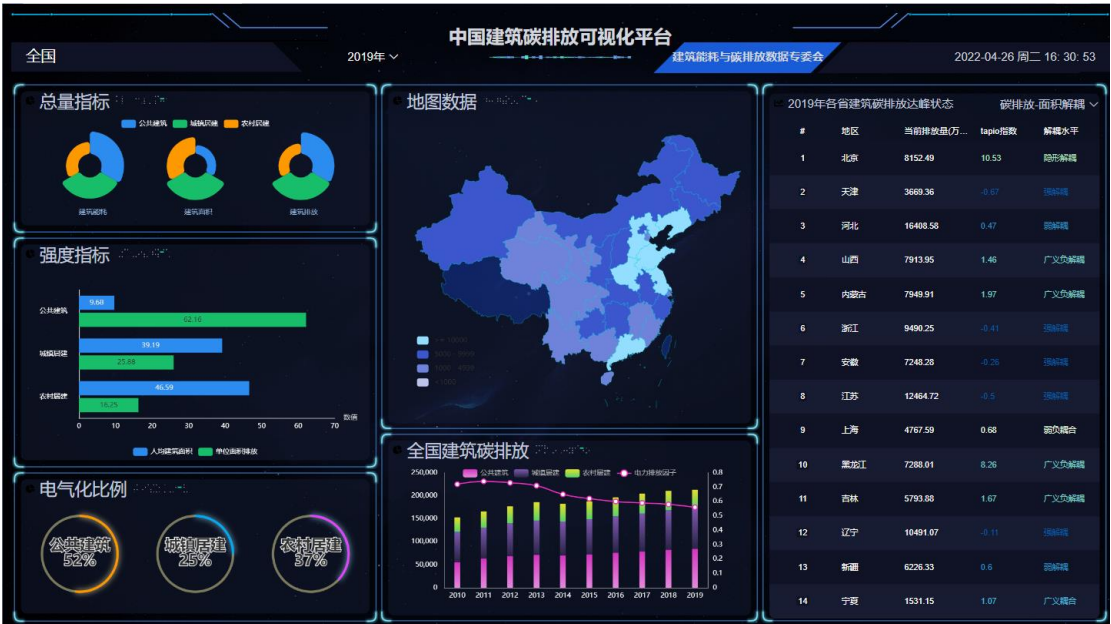 中国建筑碳排放可视化平台
全国
2019年
建筑能耗与碳排放数据专委会
2022-04-26 周二 16: 30: 53
总量指标
公共建筑 城镇居建 农村居建
建筑能耗 建筑面积 建筑排放
强度指标
公共建筑
9.68
62.16
城镇居建
39.19
25.88
农村居建
46.59
16.25
数值
0 10 20 30 40 50 60 70
人均建筑面积 单位面积排放
电气化比例
公共建筑 52%
城镇居建 25%
农村居建 37%
地图数据
>= 10000
5000 - 9999
1000 - 4999
<1000
全国建筑碳排放
公共建筑 城镇居建 农村居建 电力排放因子
250,000 0.8
0.7
200,000
0.6
0.5
150,000
0.4
100,000
0.3
0.2
50,000
0.1
0 0
2010 2011 2012 2013 2014 2015 2016 2017 2018 2019
2019年各省建筑碳排放达峰状态 碳排放-面积解耦
# 地区 当前排放量(万... tapio指数 解耦水平
1 北京 8152.49 10.53 隐形解耦
2 天津 3669.36 -0.67 强解耦
3 河北 16408.58 0.47 弱解耦
4 山西 7913.95 1.46 广义负解耦
5 内蒙古 7949.91 1.97 广义负解耦
6 浙江 9490.25 -0.41 强解耦
7 安徽 7248.28 -0.26 强解耦
8 江苏 12464.72 -0.5 强解耦
9 上海 4767.59 0.68 弱负耦合
10 黑龙江 7288.01 8.26 广义负解耦
11 吉林 5793.88 1.67 广义负解耦
12 辽宁 10491.07 -0.11 强解耦
13 新疆 6226.33 0.6 弱解耦
14 宁夏 1531.15 1.07 广义耦合